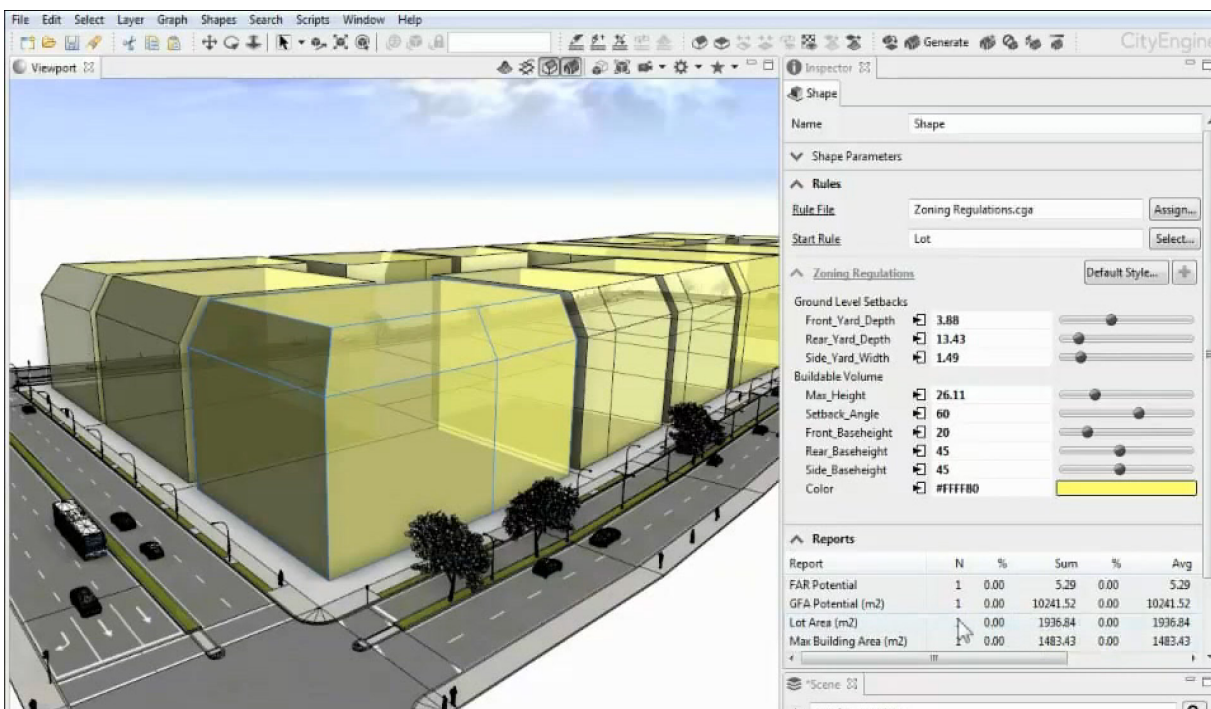 File Edit Select Layer Graph Shapes Search Scripts Window Help
Generate
CityEngine
Viewport
Inspector
Shape
Name Shape
Shape Parameters
Rules
Rule File Zoning Regulations.cga Assign...
Start Rule Lot Select...
Zoning Regulations Default Style...
Ground Level Setbacks
Front_Yard_Depth 3.88
Rear_Yard_Depth 13.43
Side_Yard_Width 1.49
Buildable Volume
Max_Height 26.11
Setback_Angle 60
Front_Baseheight 20
Rear_Baseheight 45
Side_Baseheight 45
Color #FFFF80
Reports
Report N % Sum % Avg
FAR Potential 1 0.00 5.29 0.00 5.29
GFA Potential (m2) 1 0.00 10241.52 0.00 10241.52
Lot Area (m2) 1 0.00 1936.84 0.00 1936.84
Max Building Area (m2) 1 0.00 1483.43 0.00 1483.43
*Scene